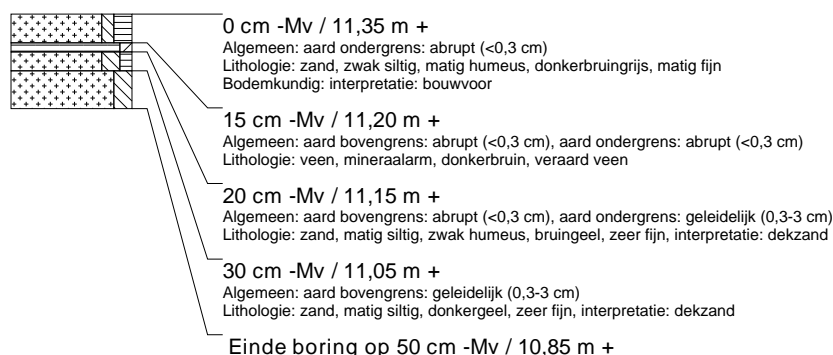 0 cm -Mv / 11,35 m +
Algemeen: aard ondergrens: abrupt (<0,3 cm)
Lithologie: zand, zwak siltig, matig humeus, donkerbruingrijs, matig fijn
Bodemkundig: interpretatie: bouwvoor
15 cm -Mv / 11,20 m +
Algemeen: aard bovengrens: abrupt (<0,3 cm), aard ondergrens: abrupt (<0,3 cm)
Lithologie: veen, mineraalarm, donkerbruin, veraard veen
20 cm -Mv / 11,15 m +
Algemeen: aard bovengrens: abrupt (<0,3 cm), aard ondergrens: geleidelijk (0,3-3 cm)
Lithologie: zand, matig siltig, zwak humeus, bruingeel, zeer fijn, interpretatie: dekzand
30 cm -Mv / 11,05 m +
Algemeen: aard bovengrens: geleidelijk (0,3-3 cm)
Lithologie: zand, matig siltig, donkergeel, zeer fijn, interpretatie: dekzand
Einde boring op 50 cm -Mv / 10,85 m +